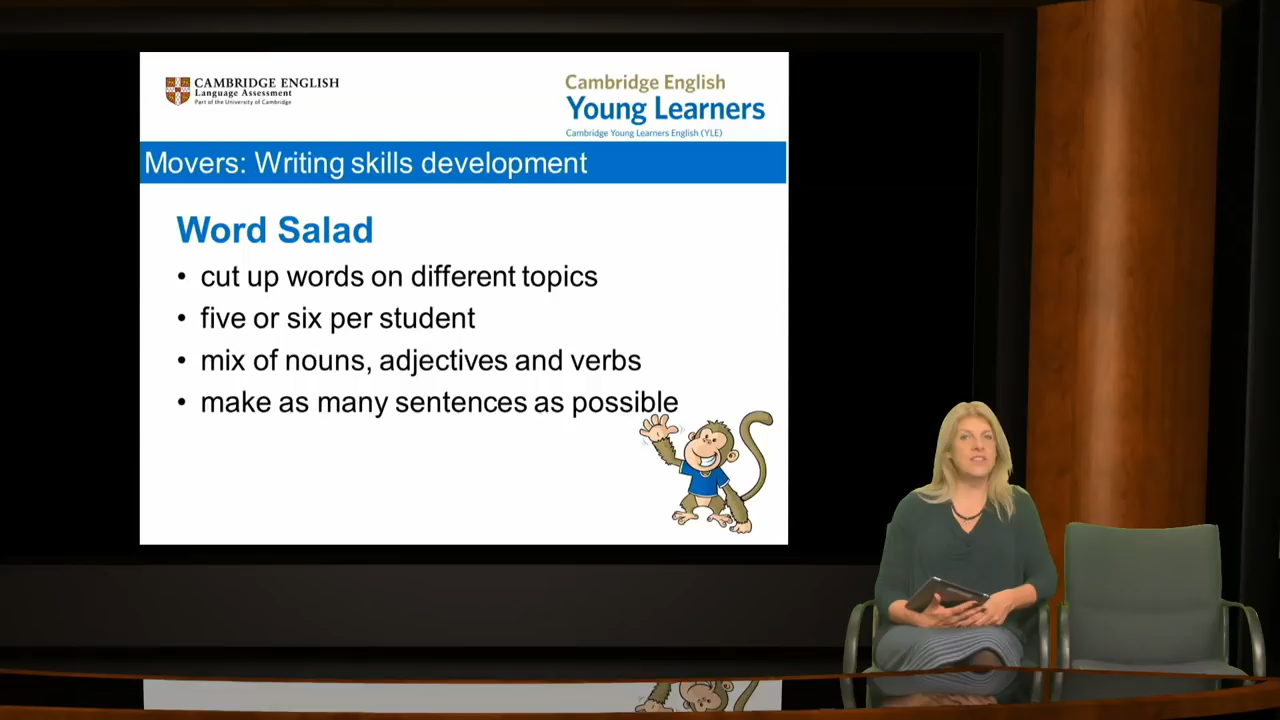 CAMBRIDGE ENGLISH
Language Assessment
Part of the University of Cambridge
Cambridge English
Young Learners
Cambridge Young Learners English (YLE)
Movers: Writing skills development
Word Salad
• cut up words on different topics
• five or six per student
• mix of nouns, adjectives and verbs
• make as many sentences as possible